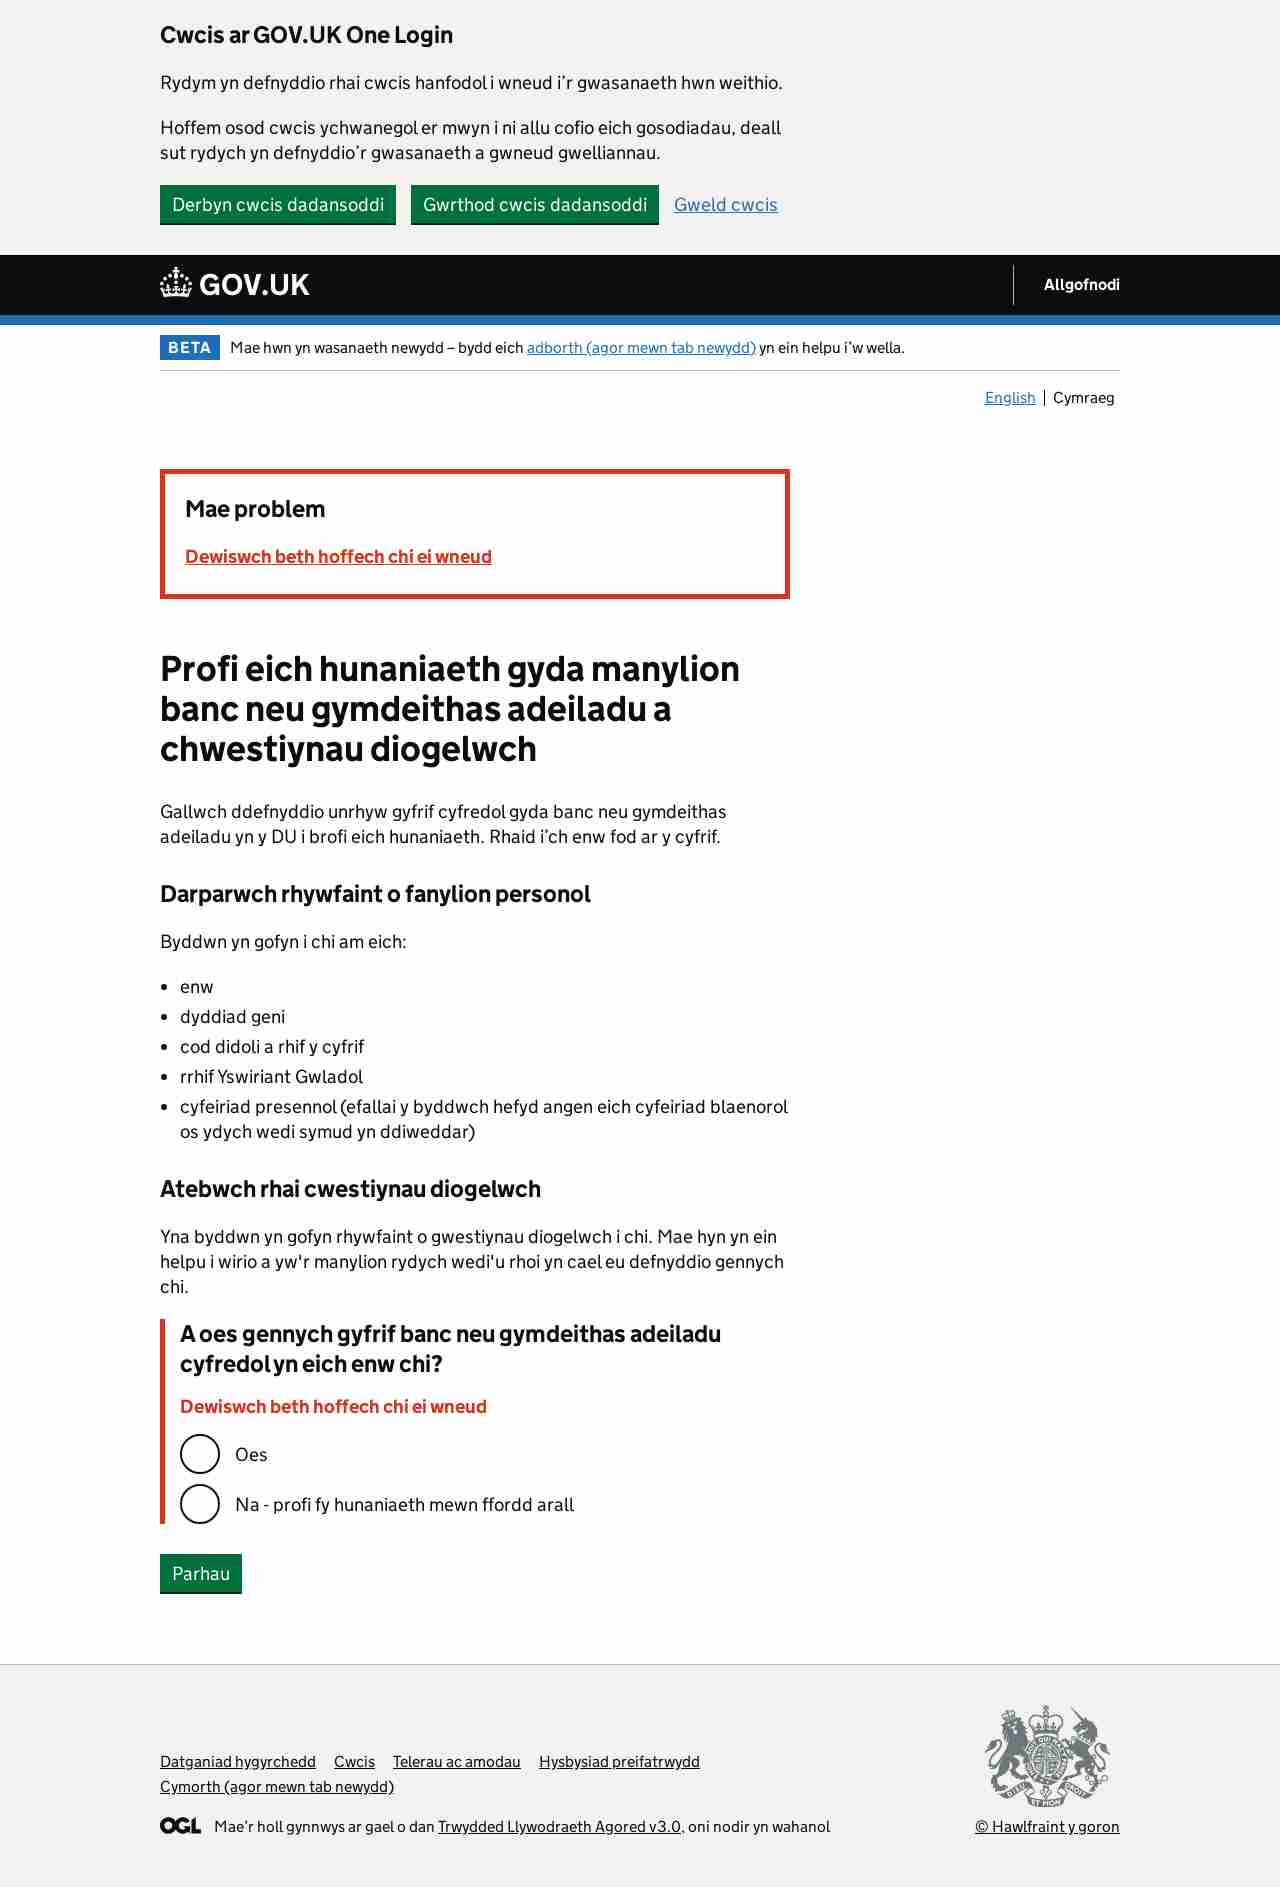 Cwcis ar GOV.UK One Login
Rydym yn defnyddio rhai cwcis hanfodol i wneud i’r gwasanaeth hwn weithio.
Hoffem osod cwcis ychwanegol er mwyn i ni allu cofio eich gosodiadau, deall
sut rydych yn defnyddio’r gwasanaeth a gwneud gwelliannau.
Derbyn cwcis dadansoddi Gwrthod cwcis dadansoddi Gweld cwcis
GOV.UK Allgofnodi
BETA Mae hwn yn wasanaeth newydd – bydd eich adborth (agor mewn tab newydd) yn ein helpu i’w wella.
English Cymraeg
Mae problem
Dewiswch beth hoffech chi ei wneud
Profi eich hunaniaeth gyda manylion
banc neu gymdeithas adeiladu a
chwestiynau diogelwch
Gallwch ddefnyddio unrhyw gyfrif cyfredol gyda banc neu gymdeithas
adeiladu yn y DU i brofi eich hunaniaeth. Rhaid i’ch enw fod ar y cyfrif.
Darparwch rhywfaint o fanylion personol
Byddwn yn gofyn i chi am eich:
• enw
• dyddiad geni
• cod didoli a rhif y cyfrif
• rrhif Yswiriant Gwladol
• cyfeiriad presennol (efallai y byddwch hefyd angen eich cyfeiriad blaenorol
os ydych wedi symud yn ddiweddar)
Atebwch rhai cwestiynau diogelwch
Yna byddwn yn gofyn rhywfaint o gwestiynau diogelwch i chi. Mae hyn yn ein
helpu i wirio a yw'r manylion rydych wedi'u rhoi yn cael eu defnyddio gennych
chi.
A oes gennych gyfrif banc neu gymdeithas adeiladu
cyfredol yn eich enw chi?
Dewiswch beth hoffech chi ei wneud
Oes
Na - profi fy hunaniaeth mewn ffordd arall
Parhau
Datganiad hygyrchedd Cwcis Telerau ac amodau Hysbysiad preifatrwydd
Cymorth (agor mewn tab newydd)
OGL Mae’r holl gynnwys ar gael o dan Trwydded Llywodraeth Agored v3.0, oni nodir yn wahanol
© Hawlfraint y goron